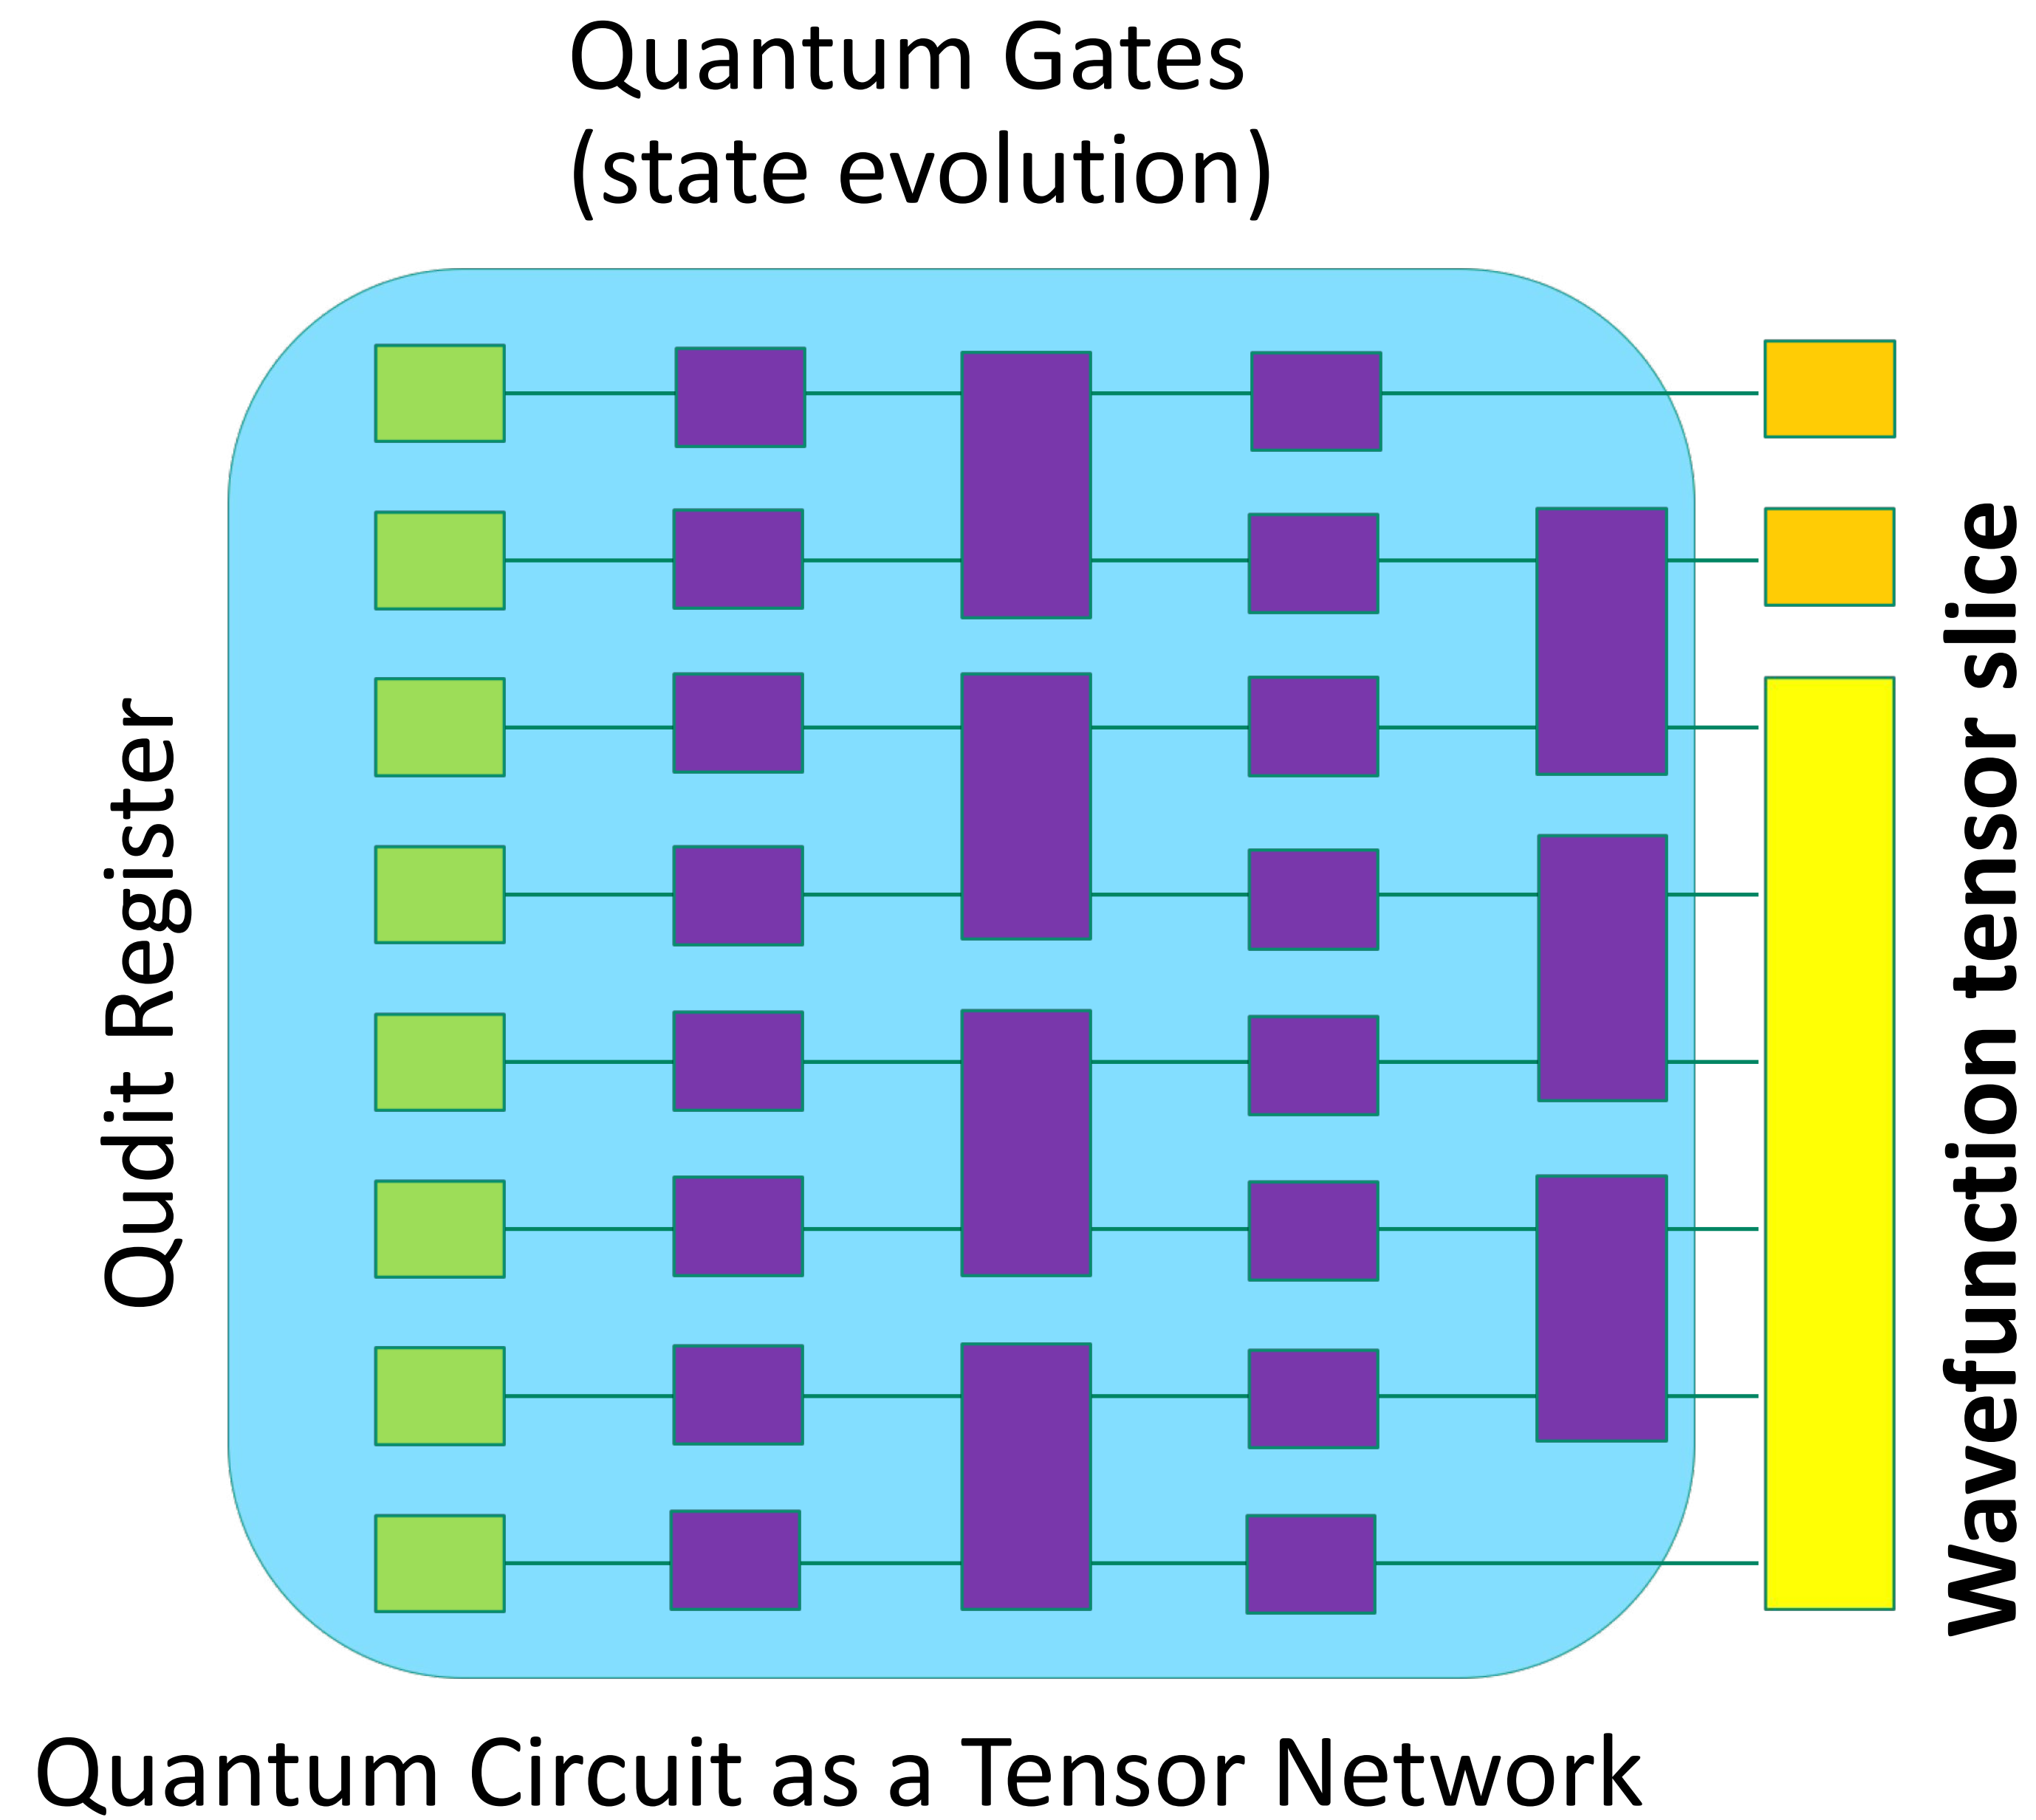 Quantum Gates
(state evolution)
Qudit Register
Wavefunction tensor slice
Quantum Circuit as a Tensor Network